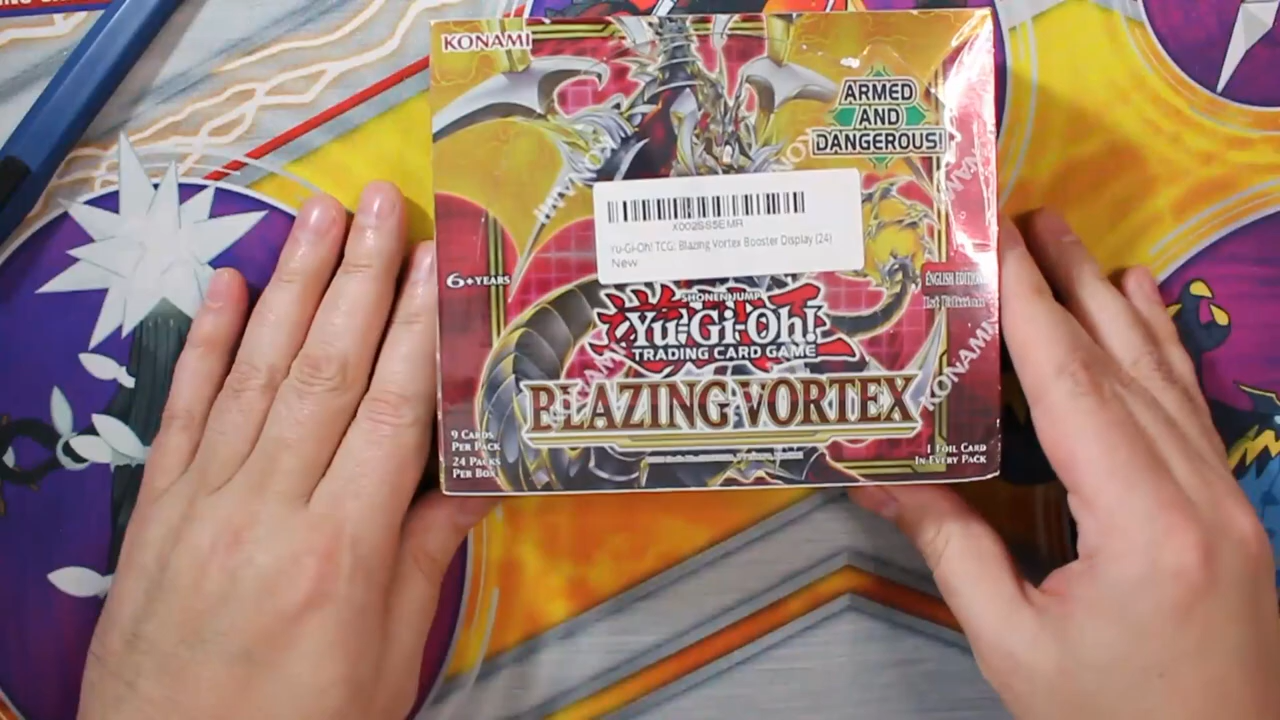 KONAMI
ARMED
AND
DANGEROUS!
X002SS5EMR
Yu-Gi-Oh! TCG: Blazing Vortex Booster Display (24)
New
6+YEARS
ENGLISH EDITION
1st Edition
SHONEN JUMP
Yu-Gi-Oh!
TRADING CARD GAME
BLAZING VORTEX
9 CARDS
PER PACK
24 PACKS
PER BOX
1 FOIL CARD
IN EVERY PACK
KONAMI
KONAMI
KONAMI